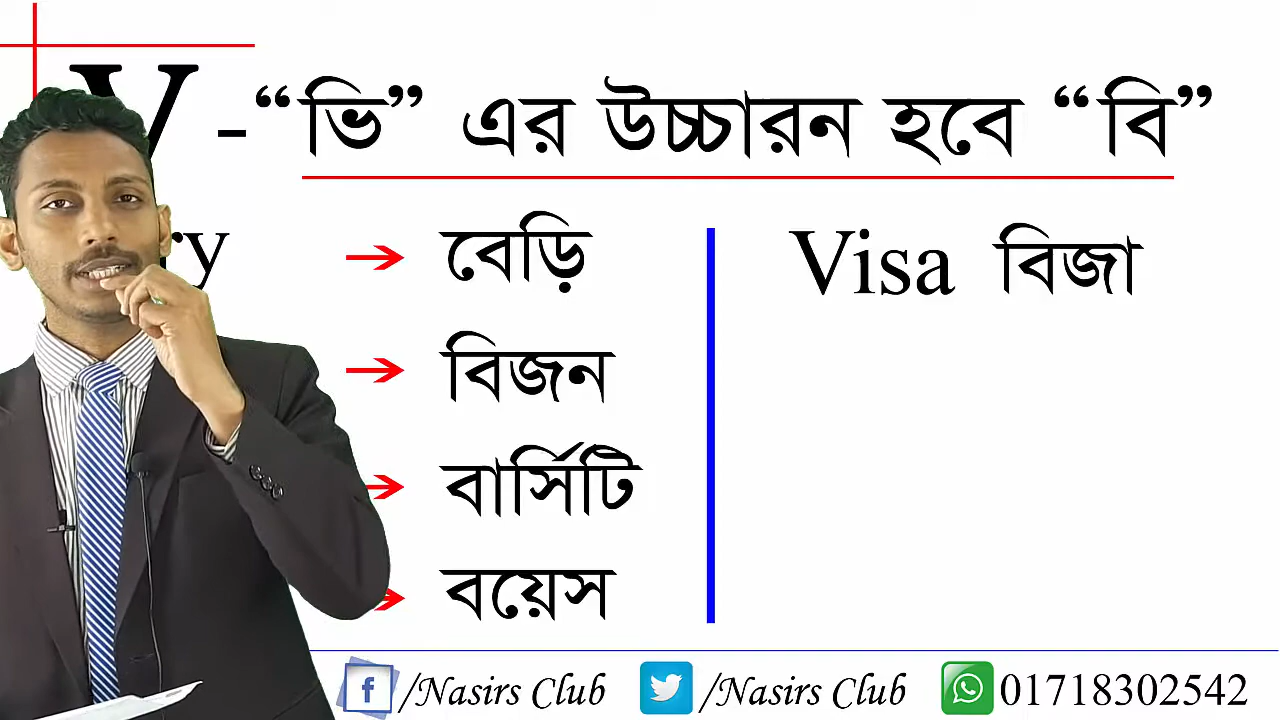 V - “ভি” এর উচ্চারন হবে “বি”
বেড়ি
Visa বিজা
বিজন
বার্সিটি
বয়েস
/Nasirs Club /Nasirs Club 01718302542